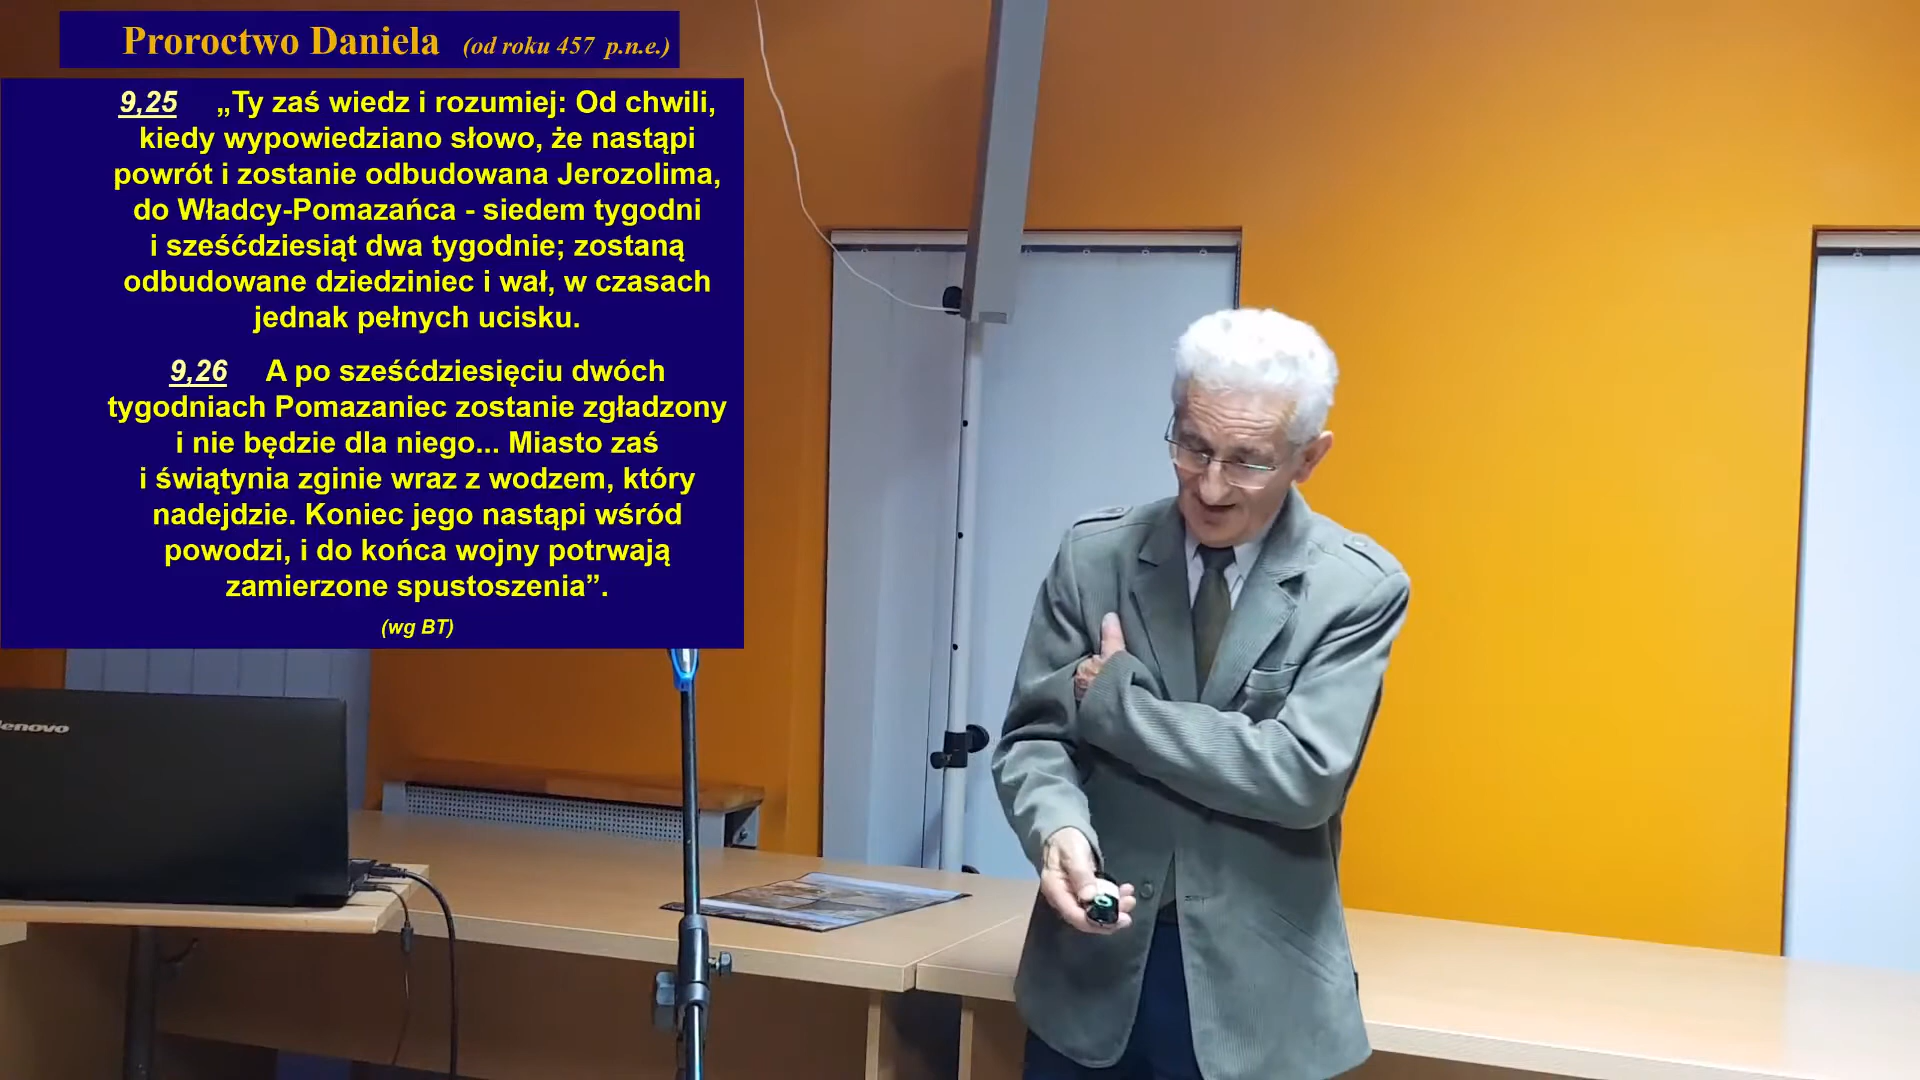 Proroctwo Daniela (od roku 457 p.n.e.)
9,25 „Ty zaś wiedz i rozumiej: Od chwili,
kiedy wypowiedziano słowo, że nastąpi
powrót i zostanie odbudowana Jerozolima,
do Władcy-Pomazańca - siedem tygodni
i sześćdziesiąt dwa tygodnie; zostaną
odbudowane dziedziniec i wał, w czasach
jednak pełnych ucisku.
9,26 A po sześćdziesięciu dwóch
tygodniach Pomazaniec zostanie zgładzony
i nie będzie dla niego... Miasto zaś
i świątynia zginie wraz z wodzem, który
nadejdzie. Koniec jego nastąpi wśród
powodzi, i do końca wojny potrwają
zamierzone spustoszenia”.
(wg BT)
lenovo